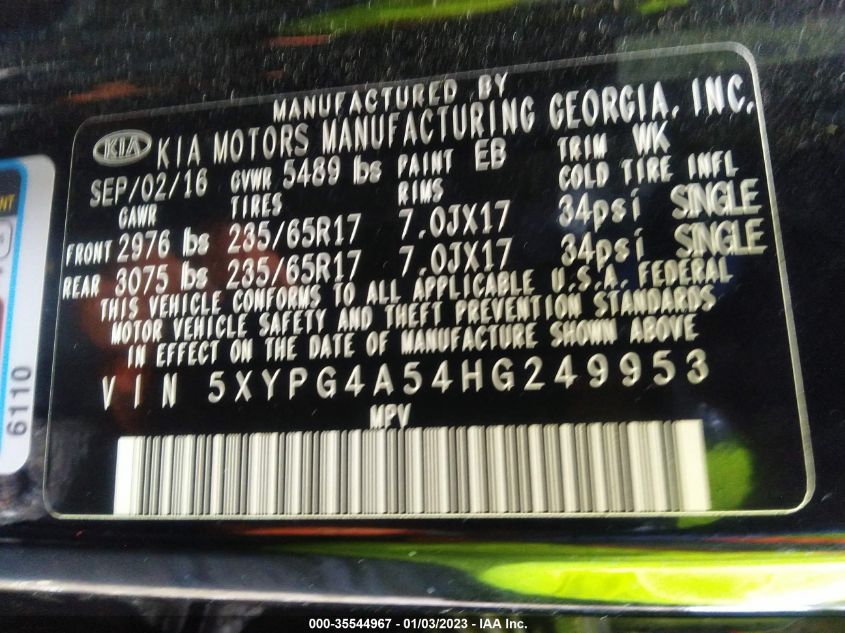 MANUFACTURED BY
KIA KIA MOTORS MANUFACTURING GEORGIA, INC.
SEP/02/16 GVWR 5489 lbs PAINT EB TRIM WK
GAWR TIRES RIMS COLD TIRE INFL
FRONT 2976 lbs 235/65R17 7.0JX17 34psi SINGLE
REAR 3075 lbs 235/65R17 7.0JX17 34psi SINGLE
THIS VEHICLE CONFORMS TO ALL APPLICABLE U.S.A. FEDERAL
MOTOR VEHICLE SAFETY AND THEFT PREVENTION STANDARDS
IN EFFECT ON THE DATE OF MANUFACTURE SHOWN ABOVE
VIN 5XYPG4A54HG249953
MPV
6110
000-35544967 - 01/03/2023 - IAA Inc.